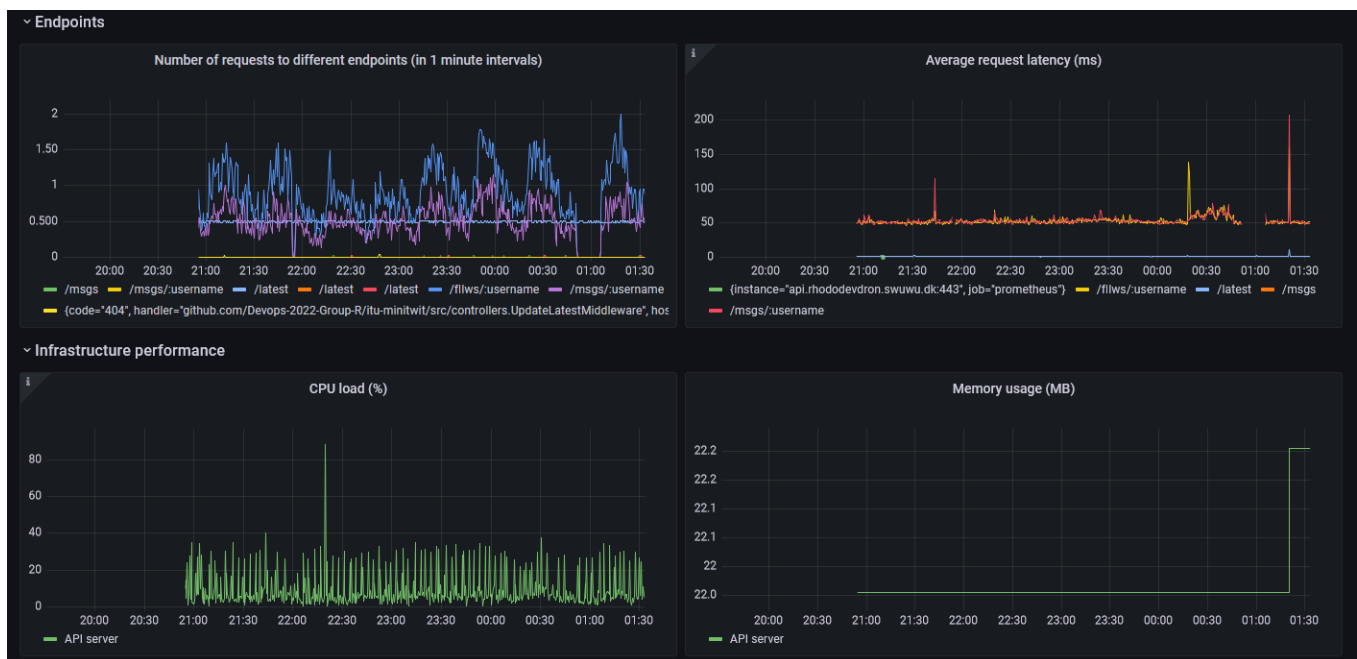 Endpoints
Number of requests to different endpoints (in 1 minute intervals)
2
1.50
1
0.500
0
20:00 20:30 21:00 21:30 22:00 22:30 23:00 23:30 00:00 00:30 01:00 01:30
/msgs /msgs/:username /latest /latest /latest /fllws/:username /msgs/:username
{code="404", handler="github.com/Devops-2022-Group-R/itu-minitwit/src/controllers.UpdateLatestMiddleware", hos
i
Average request latency (ms)
200
150
100
50
0
20:00 20:30 21:00 21:30 22:00 22:30 23:00 23:30 00:00 00:30 01:00 01:30
{instance="api.rhododevdron.swuwu.dk:443", job="prometheus"} /fllws/:username /latest /msgs
/msgs/:username
Infrastructure performance
i
CPU load (%)
80
60
40
20
0
20:00 20:30 21:00 21:30 22:00 22:30 23:00 23:30 00:00 00:30 01:00 01:30
API server
Memory usage (MB)
22.2
22.2
22.1
22.1
22
22.0
20:00 20:30 21:00 21:30 22:00 22:30 23:00 23:30 00:00 00:30 01:00 01:30
API server